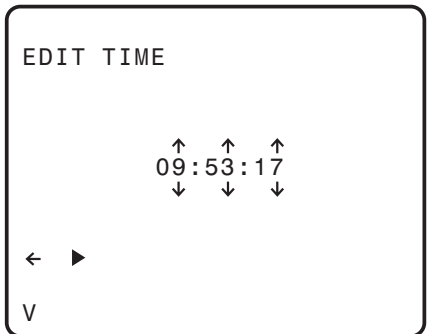 EDIT TIME
↑ ↑ ↑
09:53:17
↓ ↓ ↓
← ▶
V